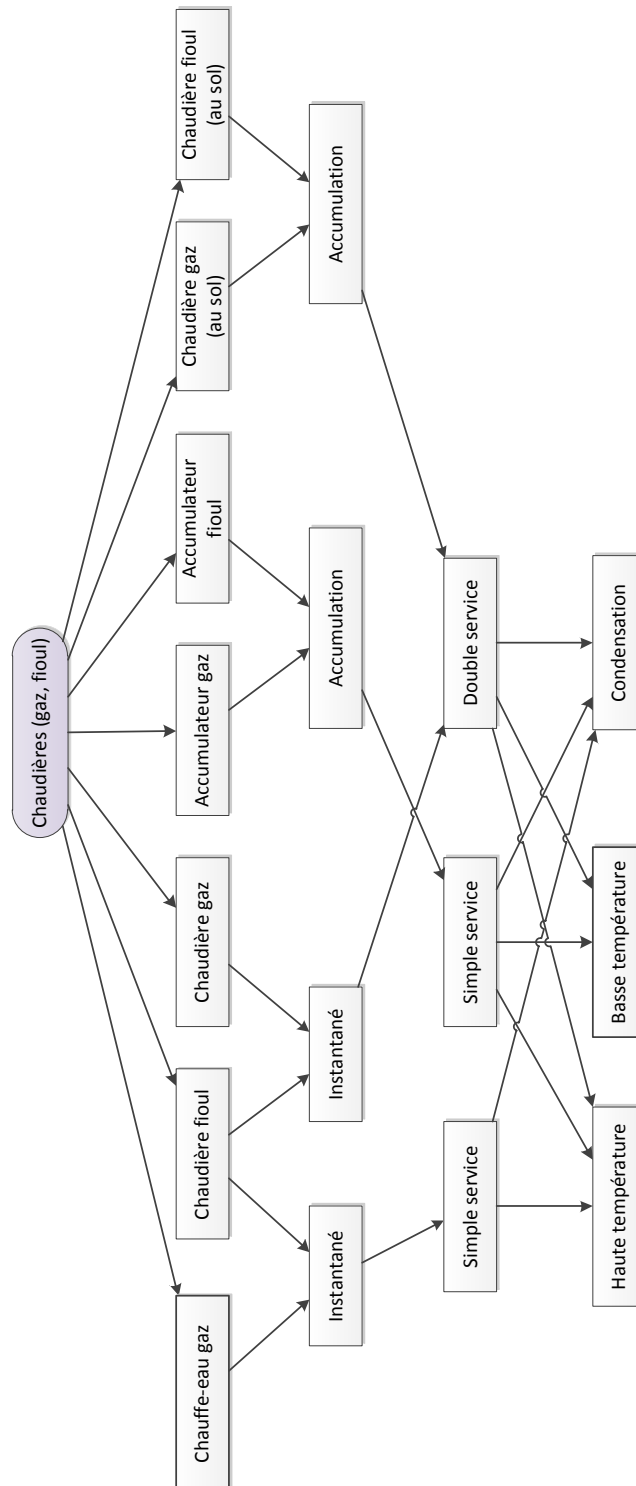 Chaudières (gaz, fioul)
Chauffe-eau gaz
Chaudière fioul
Chaudière gaz
Accumulateur gaz
Accumulateur
fioul
Chaudière gaz
(au sol)
Chaudière fioul
(au sol)
Instantané
Instantané
Accumulation
Accumulation
Simple service
Simple service
Double service
Haute température
Basse température
Condensation